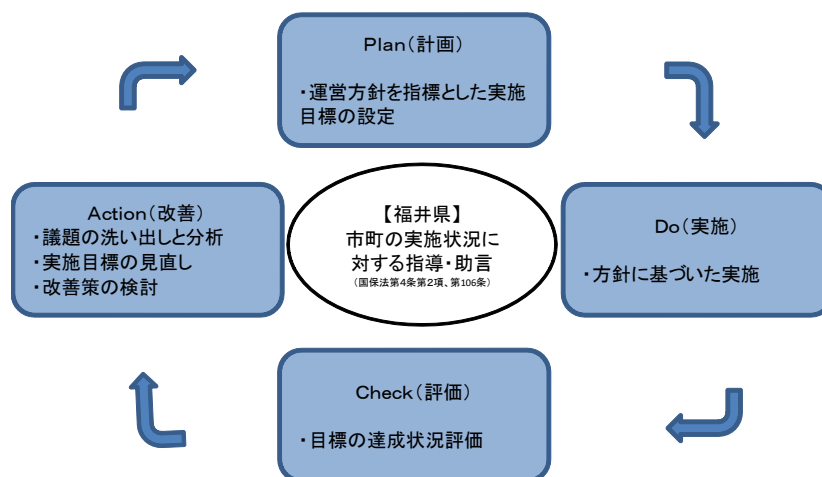 Plan(計画)
・運営方針を指標とした実施
目標の設定
Action(改善)
・議題の洗い出しと分析
・実施目標の見直し
・改善策の検討
【福井県】
市町の実施状況に
対する指導・助言
(国保法第4条第2項、第106条)
Do(実施)
・方針に基づいた実施
Check(評価)
・目標の達成状況評価